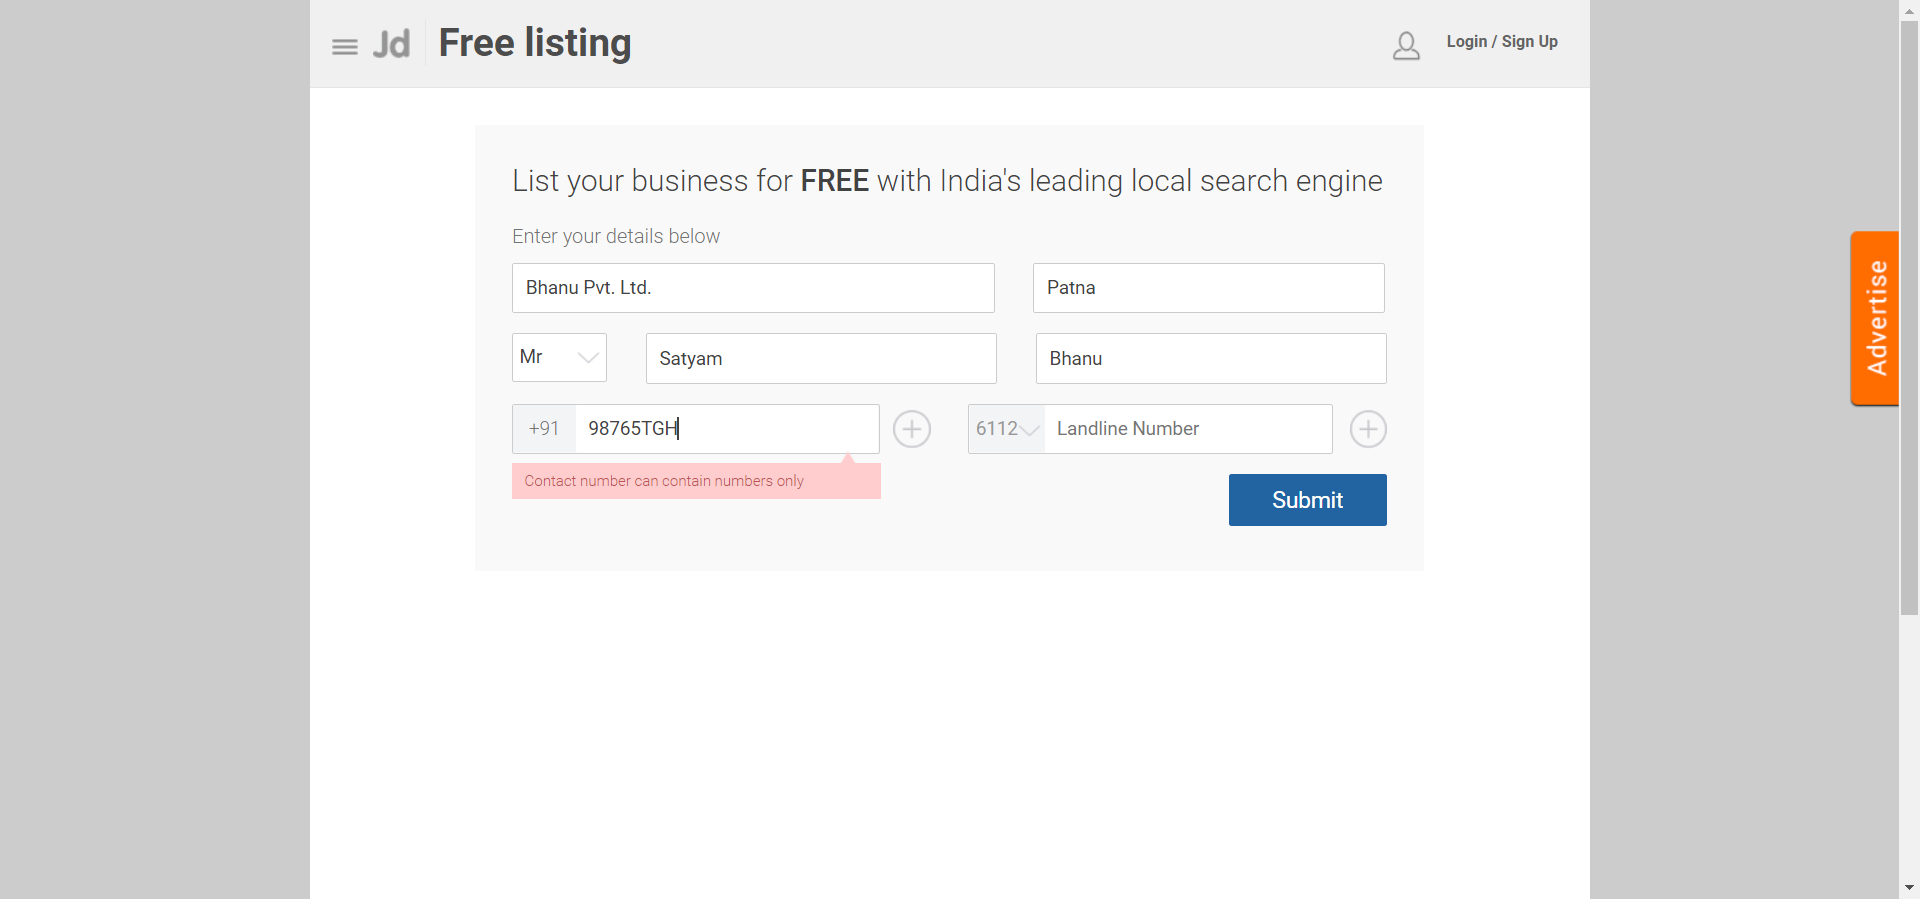 Jd Free listing
Login / Sign Up
List your business for FREE with India's leading local search engine
Enter your details below
Bhanu Pvt. Ltd. Patna
Mr Satyam Bhanu
+91 98765TGH 6112 Landline Number
Contact number can contain numbers only
Submit
Advertise